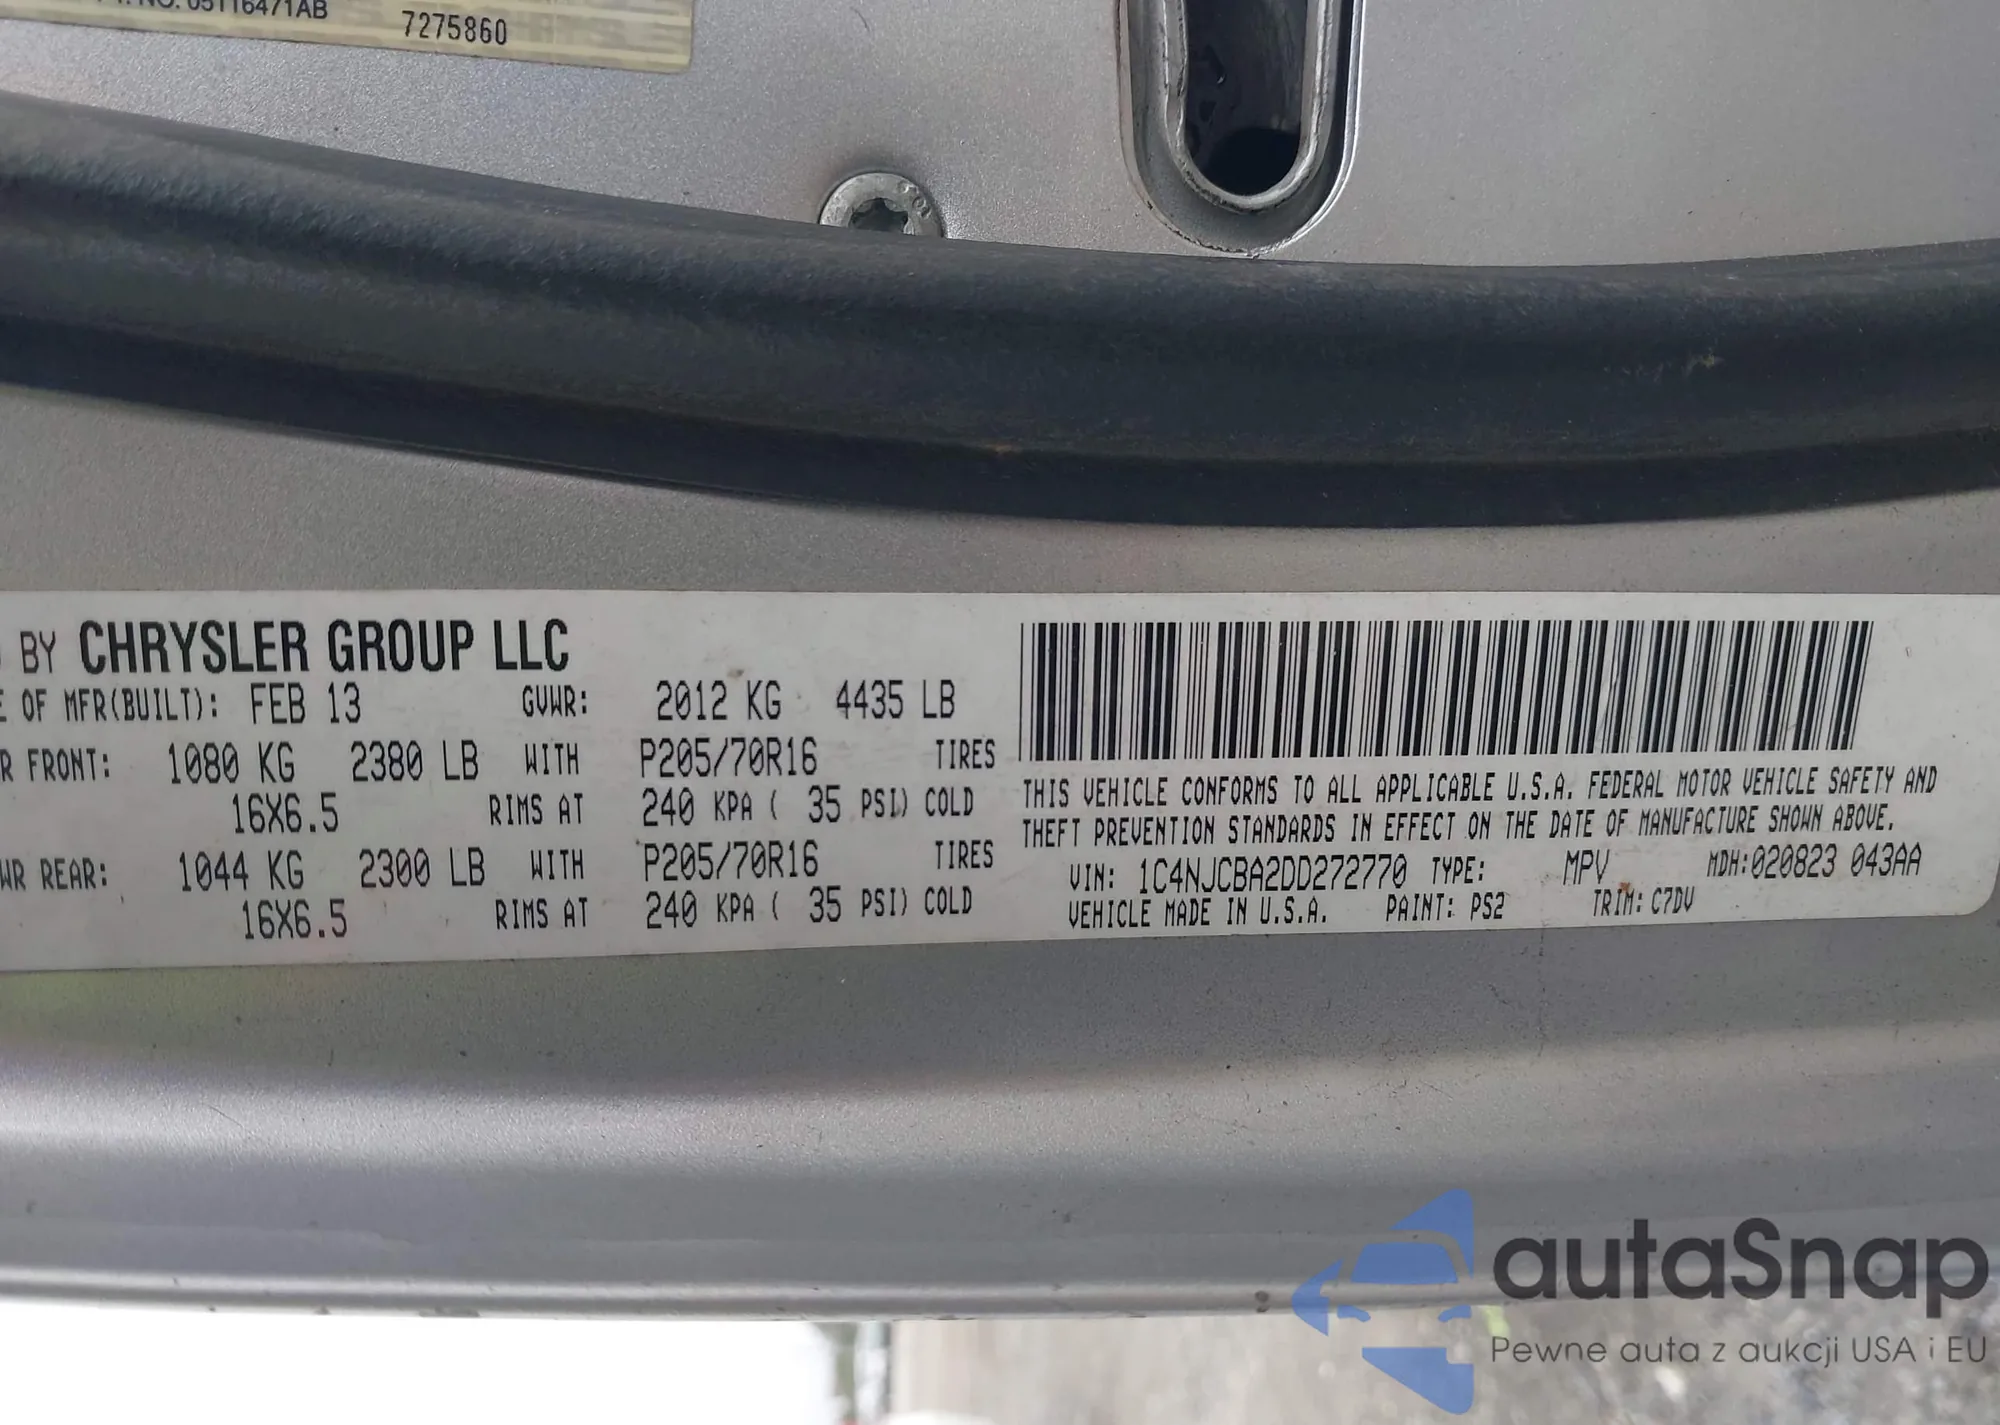 NO. 05116471AB
7275860
BY CHRYSLER GROUP LLC
E OF MFR(BUILT): FEB 13 GVWR: 2012 KG 4435 LB
R FRONT: 1080 KG 2380 LB WITH P205/70R16 TIRES
16X6.5 RIMS AT 240 KPA ( 35 PSI) COLD
WR REAR: 1044 KG 2300 LB WITH P205/70R16 TIRES
16X6.5 RIMS AT 240 KPA ( 35 PSI) COLD
THIS VEHICLE CONFORMS TO ALL APPLICABLE U.S.A. FEDERAL MOTOR VEHICLE SAFETY AND
THEFT PREVENTION STANDARDS IN EFFECT ON THE DATE OF MANUFACTURE SHOWN ABOVE.
VIN: 1C4NJCBA2DD272770 TYPE: MPV MDH:020823 043AA
VEHICLE MADE IN U.S.A. PAINT: PS2 TRIM: C7DV
autaSnap
Pewne auta z aukcji USA i EU